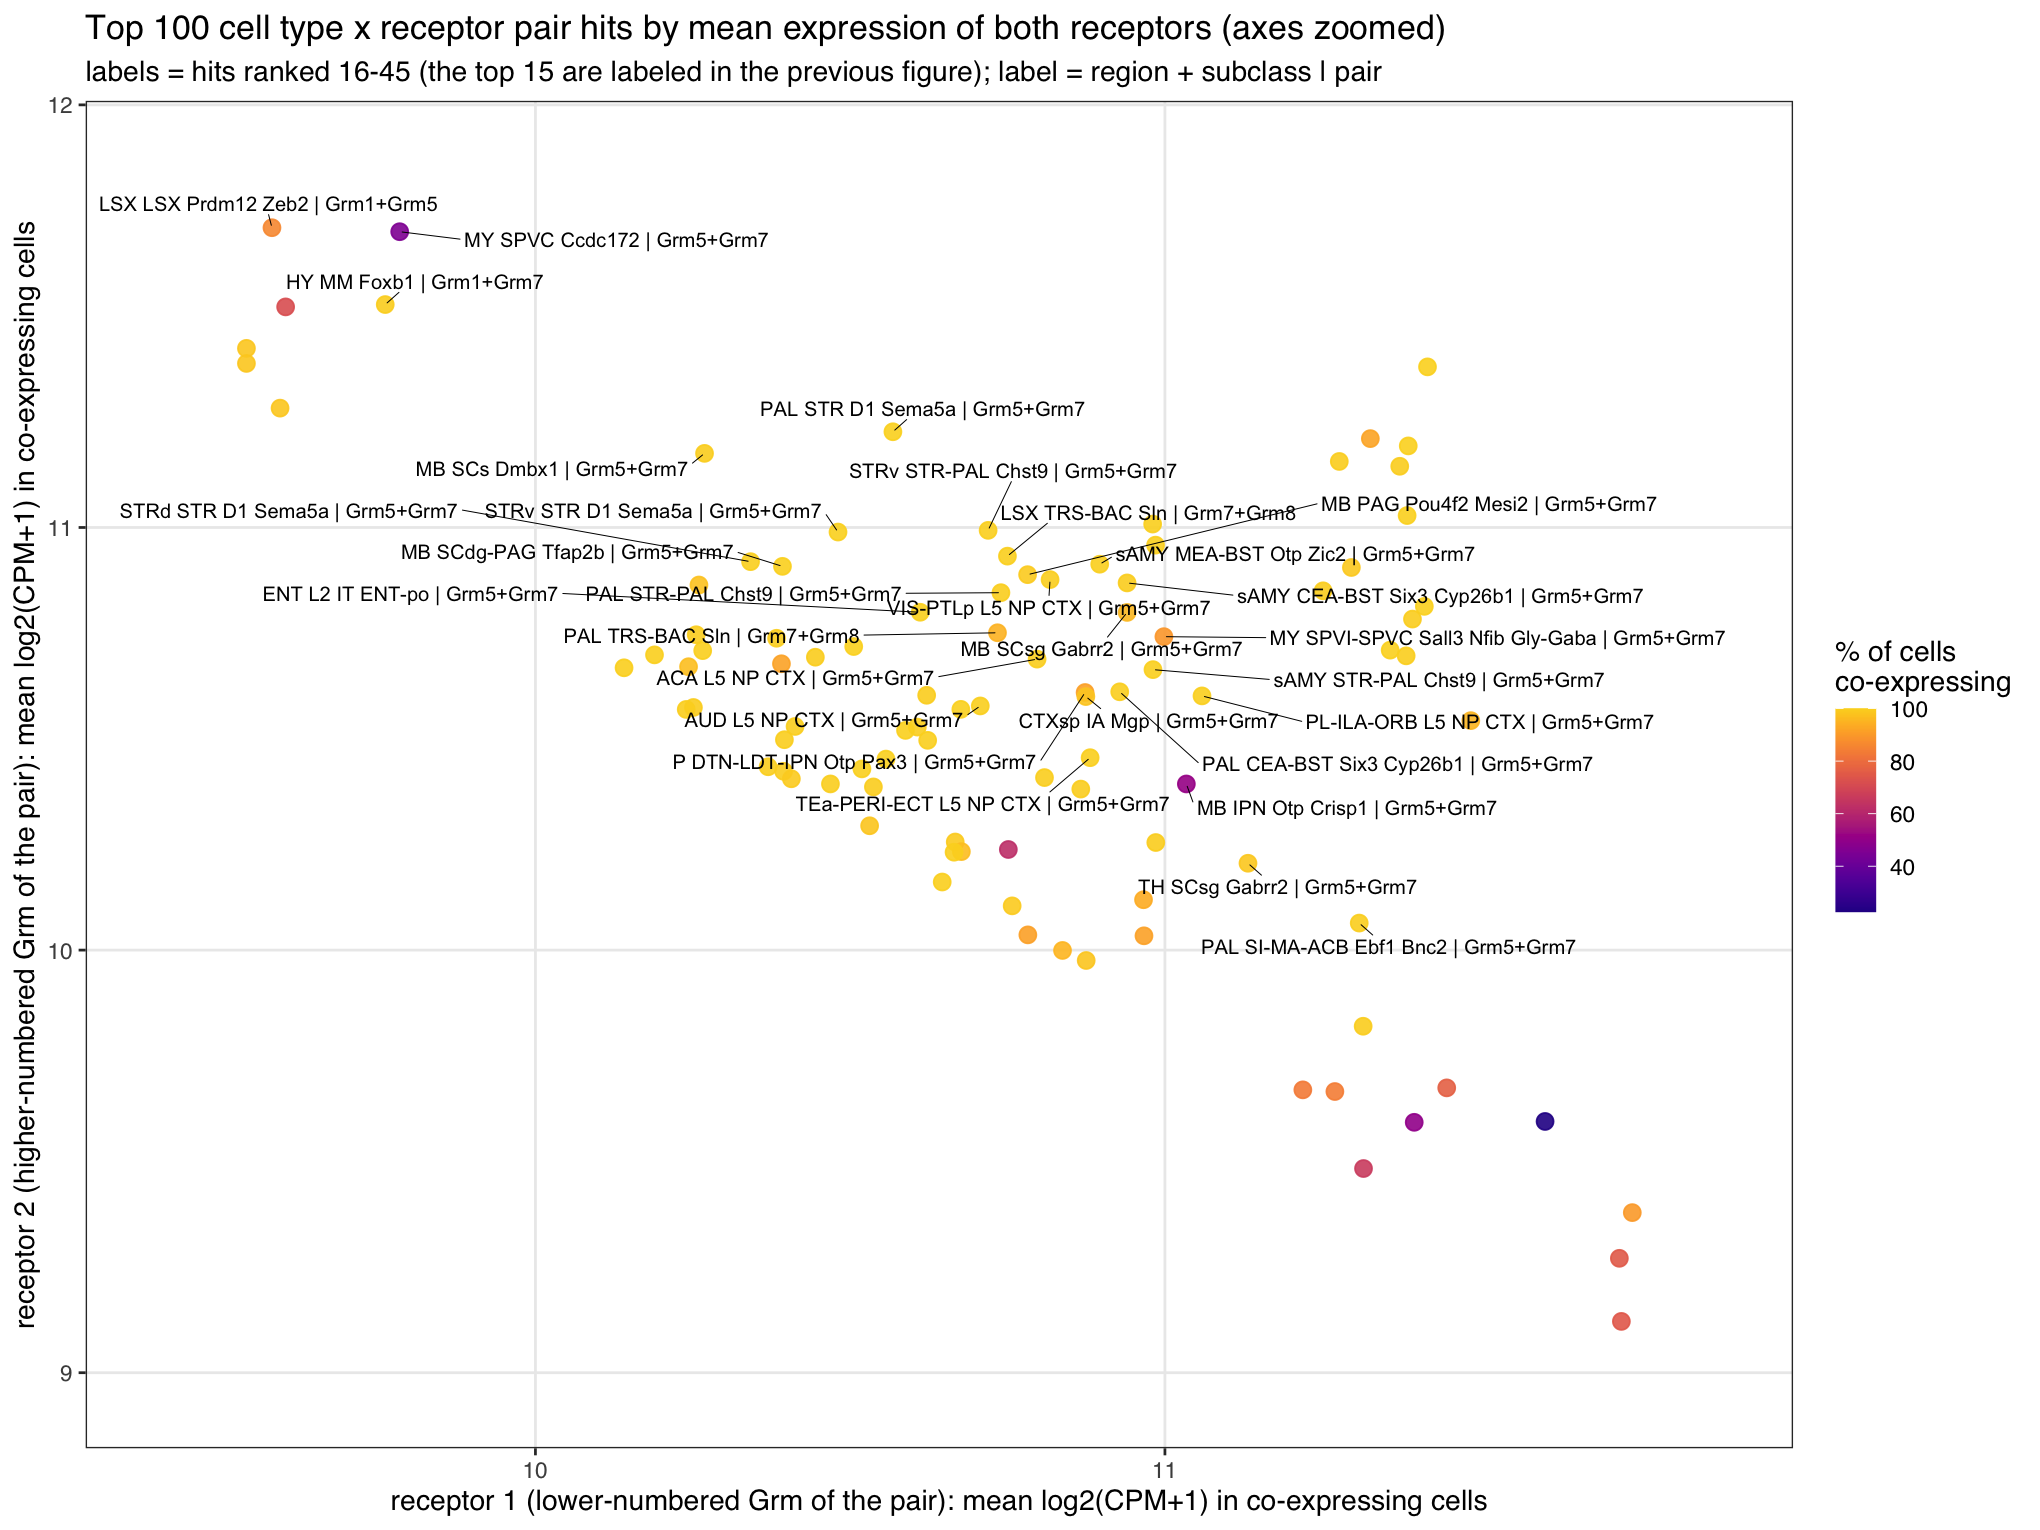 Top 100 cell type x receptor pair hits by mean expression of both receptors (axes zoomed)
labels = hits ranked 16-45 (the top 15 are labeled in the previous figure); label = region + subclass | pair
12
11
10
9
receptor 2 (higher-numbered Grm of the pair): mean log2(CPM+1) in co-expressing cells
LSX LSX Prdm12 Zeb2 | Grm1+Grm5
MY SPVC Ccdc172 | Grm5+Grm7
HY MM Foxb1 | Grm1+Grm7
PAL STR D1 Sema5a | Grm5+Grm7
MB SCs Dmbx1 | Grm5+Grm7
STRv STR-PAL Chst9 | Grm5+Grm7
STRd STR D1 Sema5a | Grm5+Grm7
STRv STR D1 Sema5a | Grm5+Grm7
LSX TRS-BAC Sln | Grm7+Grm8
MB PAG Pou4f2 Mesi2 | Grm5+Grm7
MB SCdg-PAG Tfap2b | Grm5+Grm7
sAMY MEA-BST Otp Zic2 | Grm5+Grm7
ENT L2 IT ENT-po | Grm5+Grm7
PAL STR-PAL Chst9 | Grm5+Grm7
VIS-PTLp L5 NP CTX | Grm5+Grm7
sAMY CEA-BST Six3 Cyp26b1 | Grm5+Grm7
PAL TRS-BAC Sln | Grm7+Grm8
MB SCsg Gabrr2 | Grm5+Grm7
MY SPVI-SPVC Sall3 Nfib Gly-Gaba | Grm5+Grm7
ACA L5 NP CTX | Grm5+Grm7
sAMY STR-PAL Chst9 | Grm5+Grm7
AUD L5 NP CTX | Grm5+Grm7
CTXsp IA Mgp | Grm5+Grm7
PL-ILA-ORB L5 NP CTX | Grm5+Grm7
P DTN-LDT-IPN Otp Pax3 | Grm5+Grm7
PAL CEA-BST Six3 Cyp26b1 | Grm5+Grm7
TEa-PERI-ECT L5 NP CTX | Grm5+Grm7
MB IPN Otp Crisp1 | Grm5+Grm7
TH SCsg Gabrr2 | Grm5+Grm7
PAL SI-MA-ACB Ebf1 Bnc2 | Grm5+Grm7
10
11
receptor 1 (lower-numbered Grm of the pair): mean log2(CPM+1) in co-expressing cells
% of cells
co-expressing
100
80
60
40